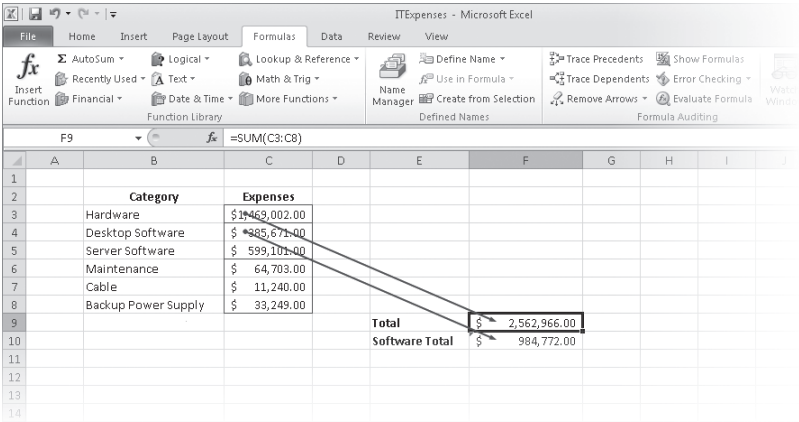 ITExpenses - Microsoft Excel
File Home Insert Page Layout Formulas Data Review View
fx Insert Function
Σ AutoSum
Recently Used
Financial
Logical
Text
Date & Time
Lookup & Reference
Math & Trig
More Functions
Function Library
Name Manager
Define Name
Use in Formula
Create from Selection
Defined Names
Trace Precedents
Trace Dependents
Remove Arrows
Show Formulas
Error Checking
Evaluate Formula
Formula Auditing
F9 fx =SUM(C3:C8)
A B C D E F G H I J
1
2 Category Expenses
3 Hardware $1,469,002.00
4 Desktop Software $ 385,671.00
5 Server Software $ 599,101.00
6 Maintenance $ 64,703.00
7 Cable $ 11,240.00
8 Backup Power Supply $ 33,249.00
9 Total $ 2,562,966.00
10 Software Total $ 984,772.00
11
12
13
14